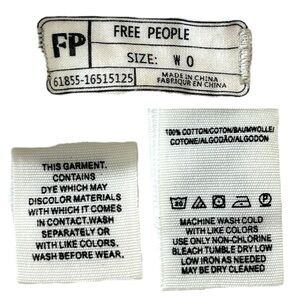 FP
FREE PEOPLE
SIZE: W 0
61855-16515125
MADE IN CHINA
FABRIQUÉ EN CHINA
THIS GARMENT.
CONTAINS
DYE WHICH MAY
DISCOLOR MATERIALS
WITH WHICH IT COMES
IN CONTACT.WASH
SEPARATELY OR
WITH LIKE COLORS.
WASH BEFORE WEAR.
100% COTTON/COTON/BAUMWOLLE/
COTONE/ALGODÃO/ALGODÓN
MACHINE WASH COLD
WITH LIKE COLORS
USE ONLY NON-CHLORINE
BLEACH TUMBLE DRY LOW
LOW IRON AS NEEDED
MAY BE DRY CLEANED